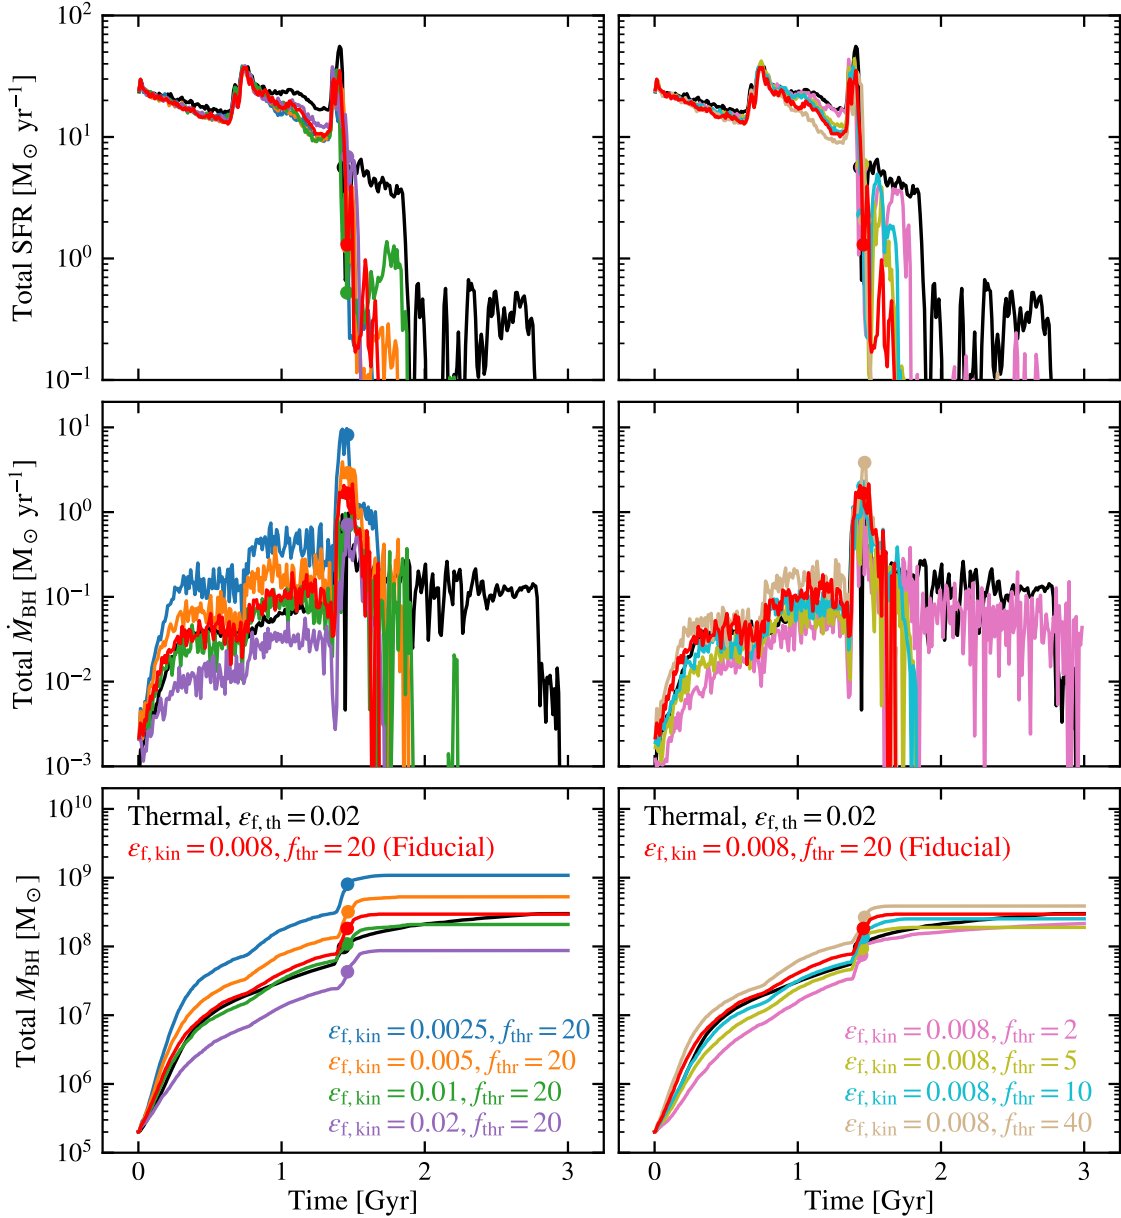 10²
10¹
10⁰
10⁻¹
Total SFR [M⊙ yr⁻¹]
10¹
10⁰
10⁻¹
10⁻²
10⁻³
Total Ṁ_BH [M⊙ yr⁻¹]
10¹⁰
10⁹
10⁸
10⁷
10⁶
10⁵
Total M_BH [M⊙]
Thermal, ε_f,th = 0.02
ε_f,kin = 0.008, f_thr = 20 (Fiducial)
ε_f,kin = 0.0025, f_thr = 20
ε_f,kin = 0.005, f_thr = 20
ε_f,kin = 0.01, f_thr = 20
ε_f,kin = 0.02, f_thr = 20
0 1 2 3
Time [Gyr]
Thermal, ε_f,th = 0.02
ε_f,kin = 0.008, f_thr = 20 (Fiducial)
ε_f,kin = 0.008, f_thr = 2
ε_f,kin = 0.008, f_thr = 5
ε_f,kin = 0.008, f_thr = 10
ε_f,kin = 0.008, f_thr = 40
0 1 2 3
Time [Gyr]